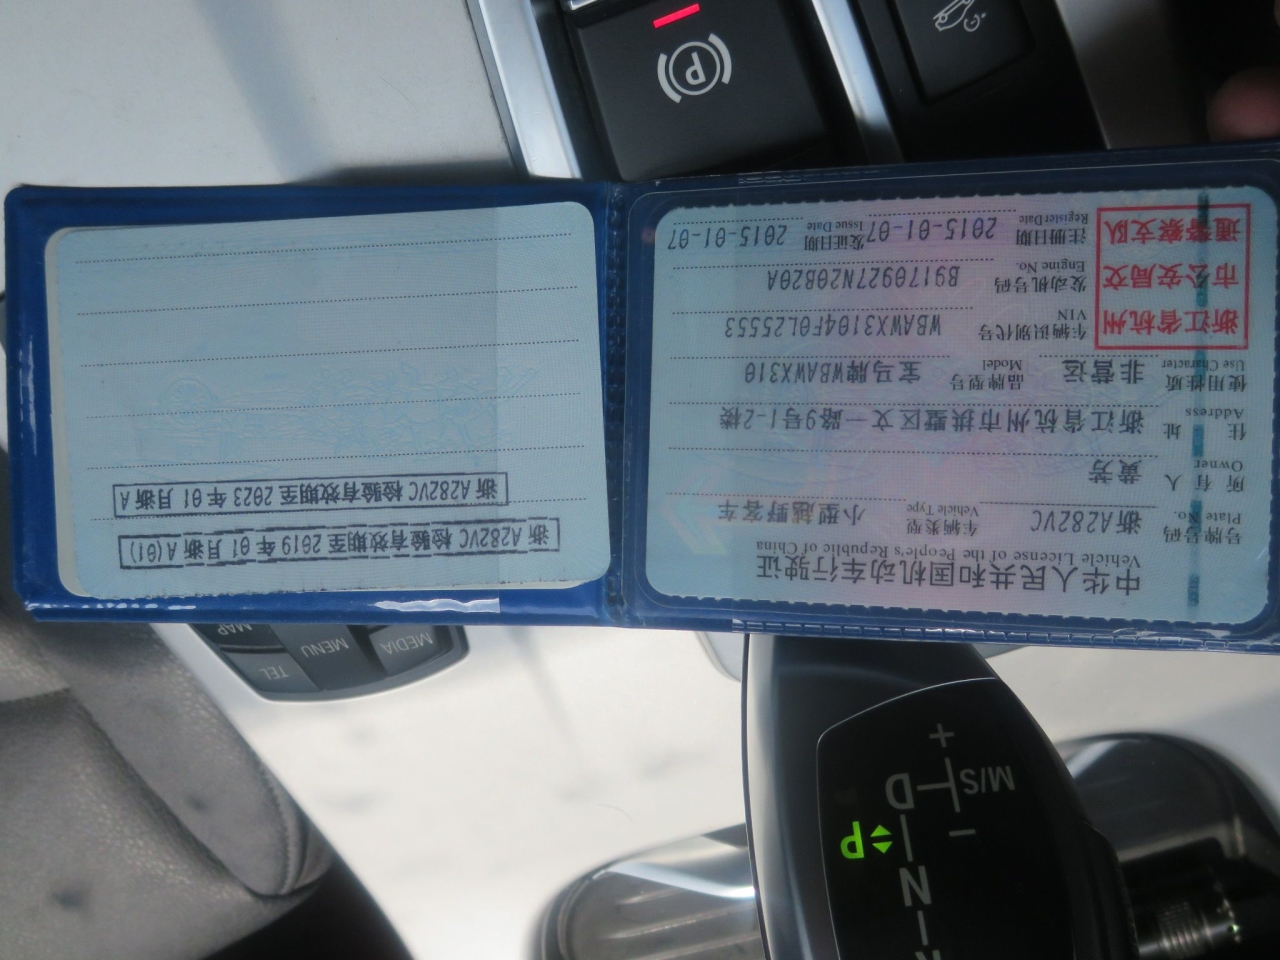 中华人民共和国机动车行驶证
Vehicle License of the People's Republic of China
号牌号码 浙A282VC 车辆类型 小型越野客车
Plate No. Vehicle Type
所有人 黄芳
Owner
住址 浙江省杭州市拱墅区文一路9号1-2楼
Address
使用性质 非营运 品牌型号 宝马牌WBAWX310
Use Character Model
浙江省杭州
市公安局交
通警察支队
车辆识别代号 WBAWX3104F0L25553
VIN
发动机号码 B9170927N20B20A
Engine No.
注册日期 2015-01-07 发证日期 2015-01-07
Register Date Issue Date
浙A282VC 检验有效期至2019年01月浙A(01)
浙A282VC 检验有效期至2023年01月浙A
MEDIA
MENU
MAP
TEL
P
+
D M/S
P
−
N